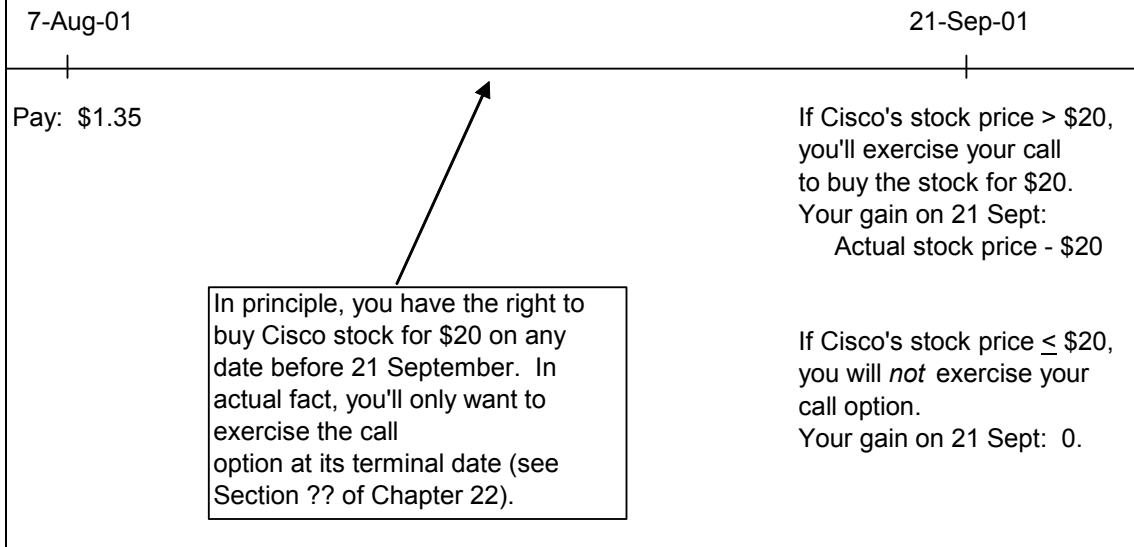 7-Aug-01
21-Sep-01
Pay: $1.35
If Cisco's stock price > $20,
you'll exercise your call
to buy the stock for $20.
Your gain on 21 Sept:
Actual stock price - $20
In principle, you have the right to
buy Cisco stock for $20 on any
date before 21 September. In
actual fact, you'll only want to
exercise the call
option at its terminal date (see
Section ?? of Chapter 22).
If Cisco's stock price ≤ $20,
you will not exercise your
call option.
Your gain on 21 Sept: 0.